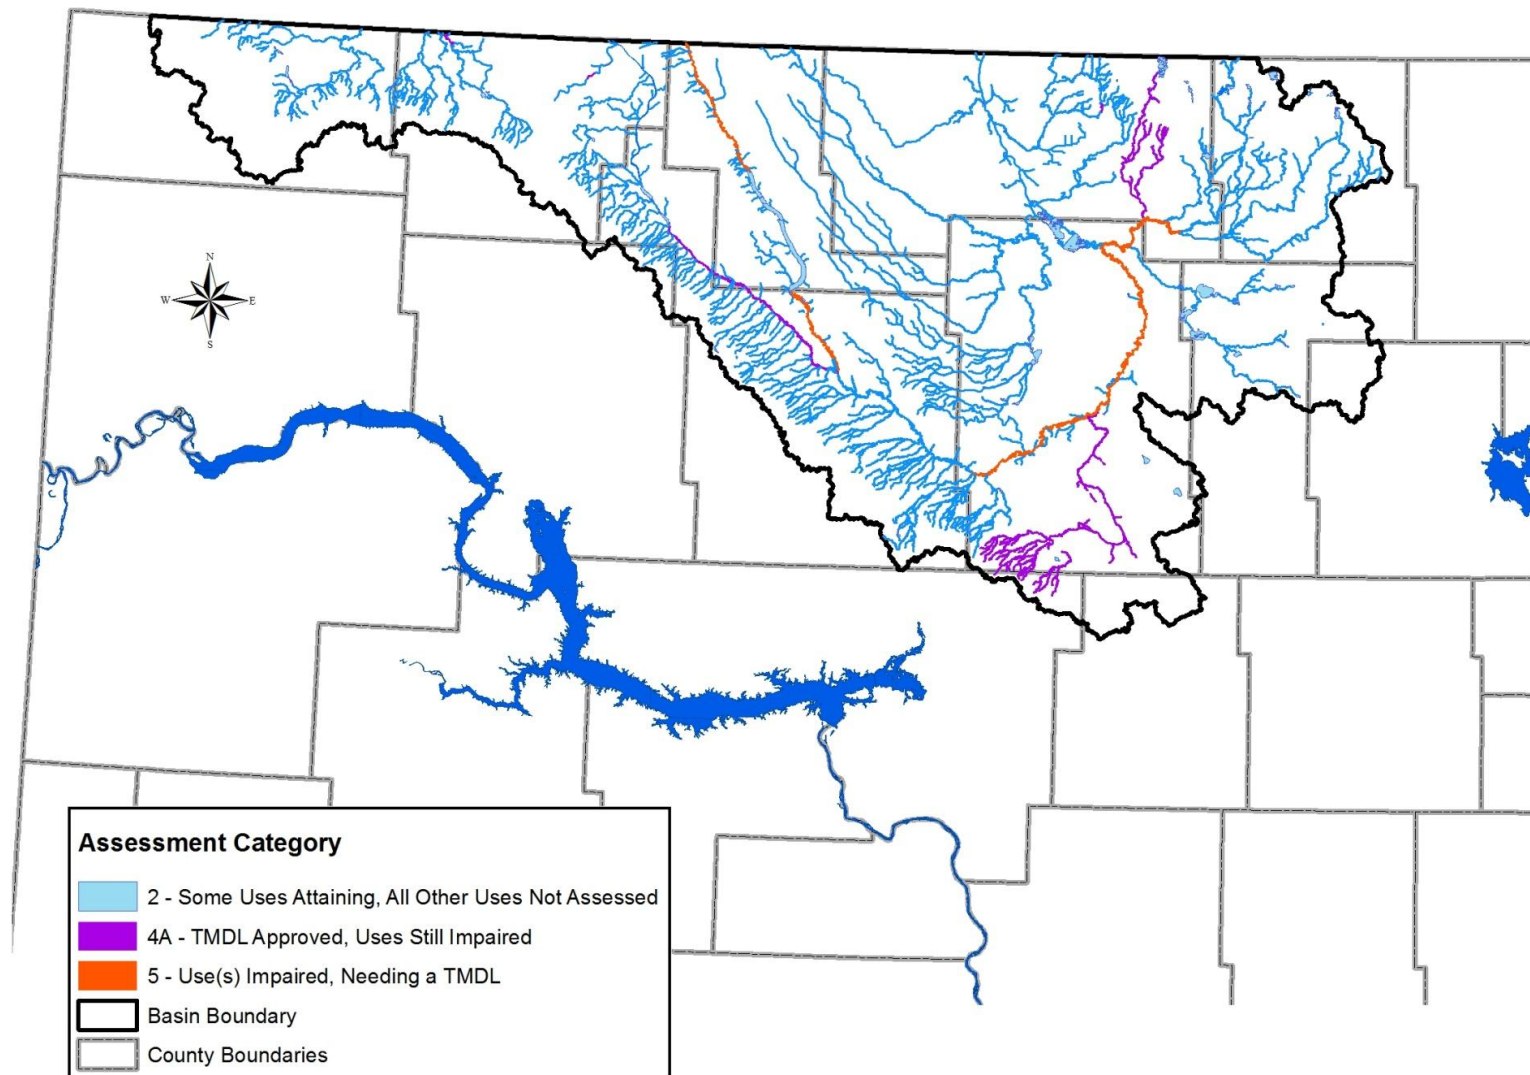 N
W E
S
Assessment Category
2 - Some Uses Attaining, All Other Uses Not Assessed
4A - TMDL Approved, Uses Still Impaired
5 - Use(s) Impaired, Needing a TMDL
Basin Boundary
County Boundaries